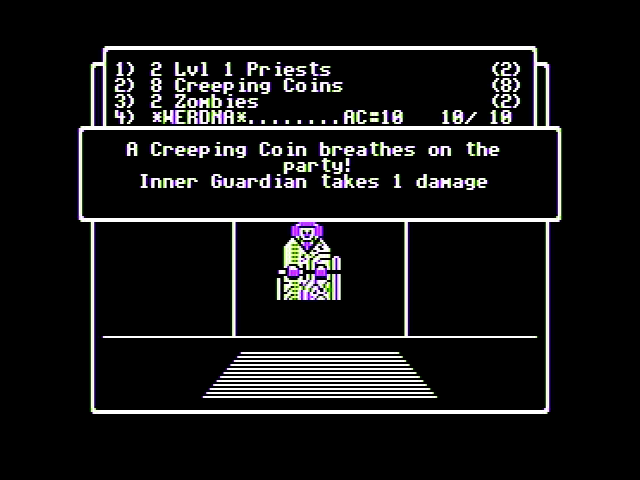 1) 2 Lvl 1 Priests (2)
2) 8 Creeping Coins (8)
3) 2 Zombies (2)
4) *WERDNA*........AC=10 10/ 10
A Creeping Coin breathes on the
party!
Inner Guardian takes 1 damage